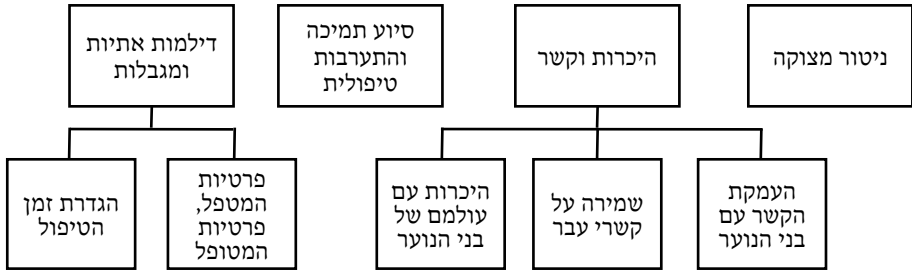 ניטור מצוקה
היכרות וקשר
סיוע תמיכה
והתערבות
טיפולית
דילמות אתיות
ומגבלות
העמקת
הקשר עם
בני הנוער
שמירה על
קשרי עבר
היכרות עם
עולמם של
בני הנוער
פרטיות
המטפל,
פרטיות
המטופל
הגדרת זמן
הטיפול